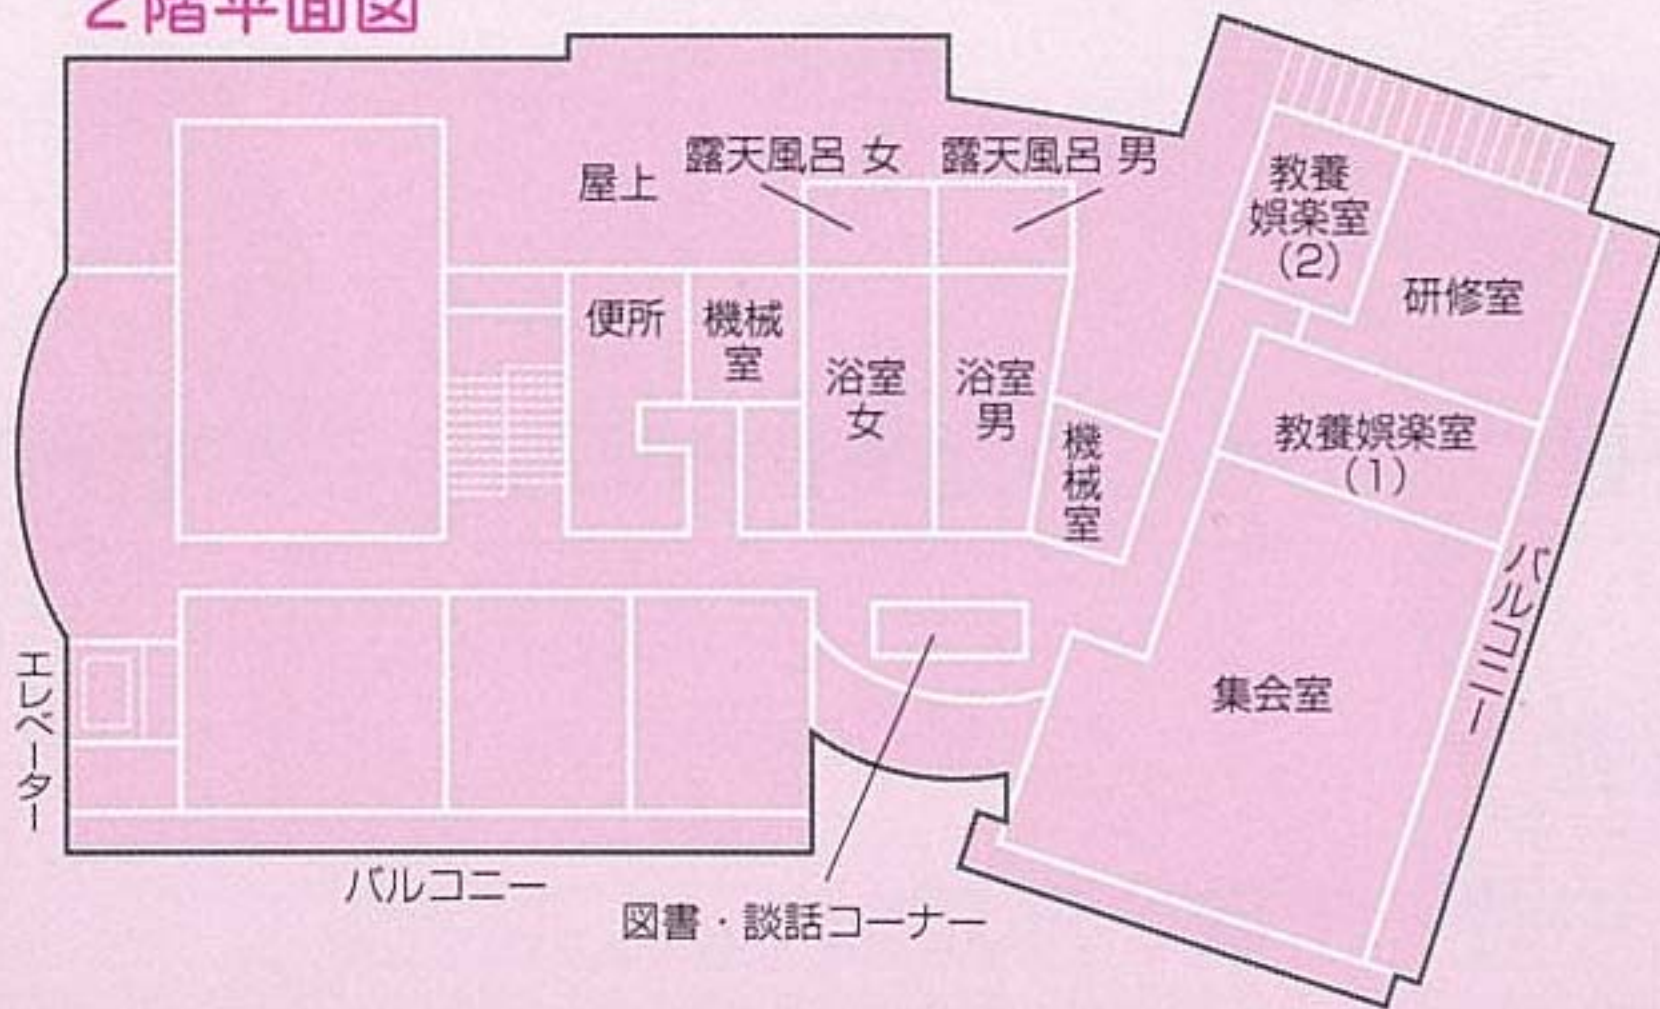 2階平面図
屋上
露天風呂 女
露天風呂 男
教養
娯楽室
(2)
研修室
便所
機械
室
浴室
女
浴室
男
機械室
教養娯楽室
(1)
バルコニー
集会室
エレベーター
バルコニー
図書・談話コーナー